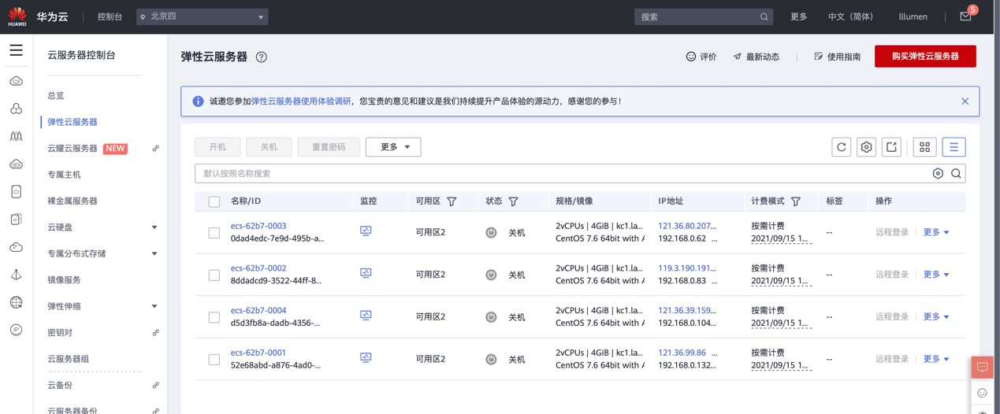 HUAWEI
华为云
控制台
北京四
搜索
更多
中文（简体）
lllumen
5
云服务器控制台
总览
弹性云服务器
云耀云服务器 NEW
专属主机
裸金属服务器
云硬盘
专属分布式存储
镜像服务
弹性伸缩
密钥对
云服务器组
云备份
云服务器备份
弹性云服务器
评价
最新动态
使用指南
购买弹性云服务器
诚邀您参加弹性云服务器使用体验调研，您宝贵的意见和建议是我们持续提升产品体验的源动力，感谢您的参与！
开机
关机
重置密码
更多
默认按照名称搜索
名称/ID 监控 可用区 状态 规格/镜像 IP地址 计费模式 标签 操作
ecs-62b7-0003 2vCPUs | 4GiB | kc1.la... 121.36.80.207... 按需计费
可用区2 关机 -- 远程登录 更多
0dad4edc-7e9d-495b-a... CentOS 7.6 64bit with A 192.168.0.62 ... 2021/09/15 1...
ecs-62b7-0002 2vCPUs | 4GiB | kc1.la... 119.3.190.191... 按需计费
可用区2 关机 -- 远程登录 更多
8ddadcd9-3522-44ff-8... CentOS 7.6 64bit with A 192.168.0.83 ... 2021/09/15 1...
ecs-62b7-0004 2vCPUs | 4GiB | kc1.la... 121.36.39.159... 按需计费
可用区2 关机 -- 远程登录 更多
d5d3fb8a-dadb-4356-... CentOS 7.6 64bit with A 192.168.0.104... 2021/09/15 1...
ecs-62b7-0001 2vCPUs | 4GiB | kc1.la... 121.36.99.86 ... 按需计费
可用区2 关机 -- 远程登录 更多
52e68abd-a876-4ad0-... CentOS 7.6 64bit with A 192.168.0.132... 2021/09/15 1...